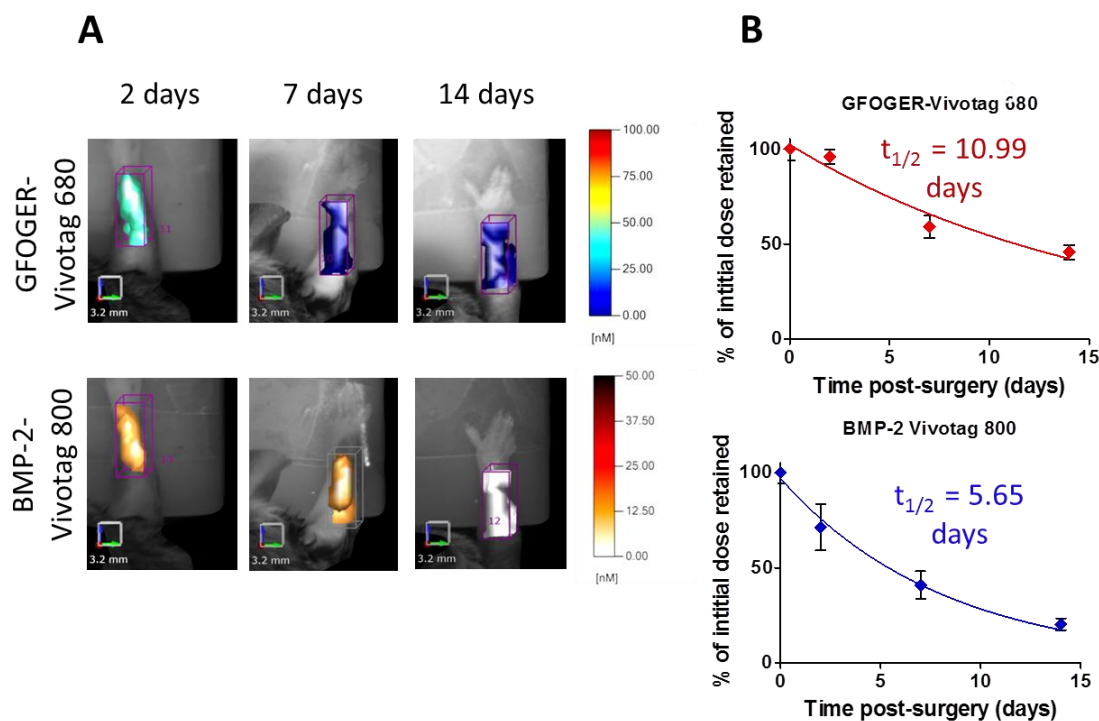 A
2 days
7 days
14 days
GFOGER-
Vivotag 680
3.2 mm
11
3.2 mm
3.2 mm
100.00
75.00
50.00
25.00
0.00
[nM]
BMP-2-
Vivotag 800
3.2 mm
3.2 mm
12
3.2 mm
50.00
37.50
25.00
12.50
0.00
[nM]
B
GFOGER-Vivotag 680
t1/2 = 10.99
days
% of intitial dose retained
100
50
0
0
5
10
15
Time post-surgery (days)
BMP-2 Vivotag 800
t1/2 = 5.65
days
% of intitial dose retained
100
50
0
0
5
10
15
Time post-surgery (days)